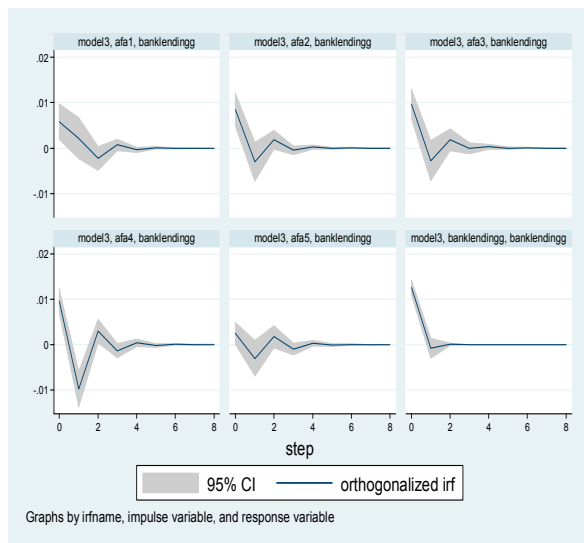 model3, afa1, banklendingg
model3, afa2, banklendingg
model3, afa3, banklendingg
.02
.01
0
-.01
model3, afa4, banklendingg
model3, afa5, banklendingg
model3, banklendingg, banklendingg
.02
.01
0
-.01
0 2 4 6 8
0 2 4 6 8
0 2 4 6 8
step
95% CI
orthogonalized irf
Graphs by irfname, impulse variable, and response variable